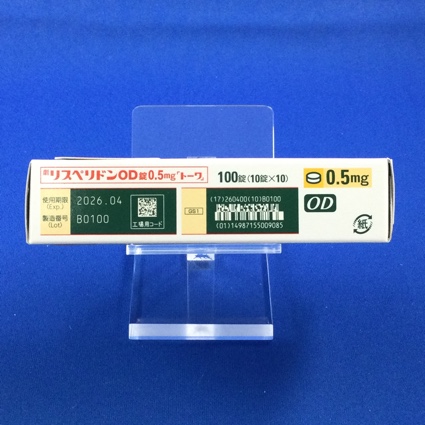 劇 リスペリドンOD錠0.5mg「トーワ」
100錠(10錠×10)
0.5mg
使用期限
(Exp.)
2026.04
製造番号
(Lot)
B0100
工場用コード
(17)260400(10)B0100
(01)14987155009085
OD
紙